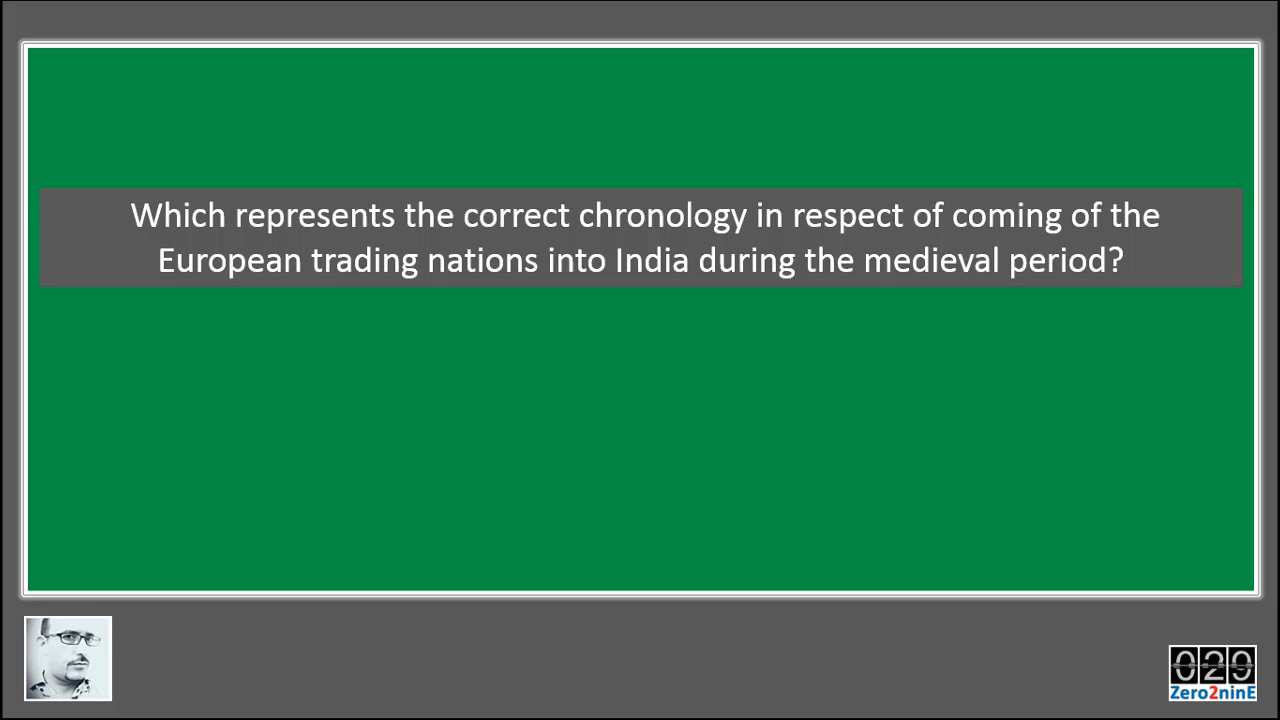 Which represents the correct chronology in respect of coming of the
European trading nations into India during the medieval period?
029
Zero2ninE